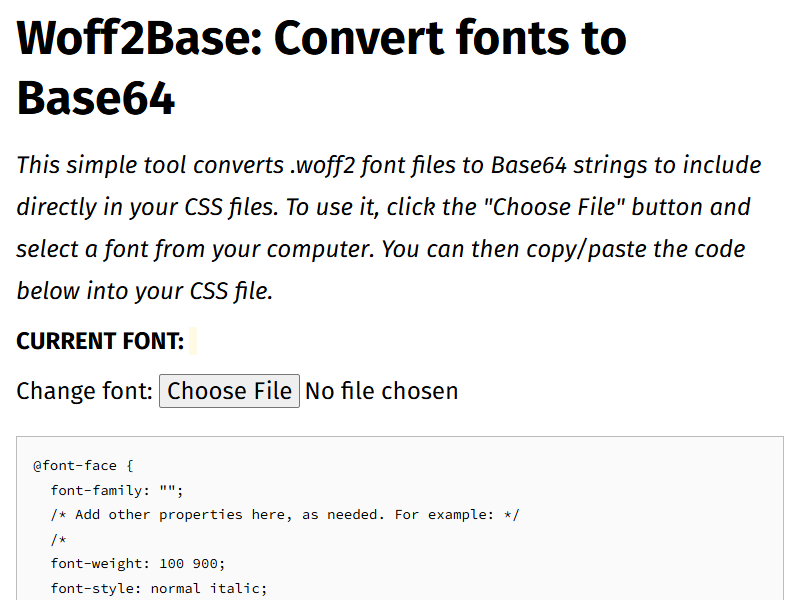 Woff2Base: Convert fonts to
Base64
This simple tool converts .woff2 font files to Base64 strings to include
directly in your CSS files. To use it, click the "Choose File" button and
select a font from your computer. You can then copy/paste the code
below into your CSS file.
CURRENT FONT:
Change font: Choose File No file chosen
@font-face {
  font-family: "";
  /* Add other properties here, as needed. For example: */
  /*
  font-weight: 100 900;
  font-style: normal italic;